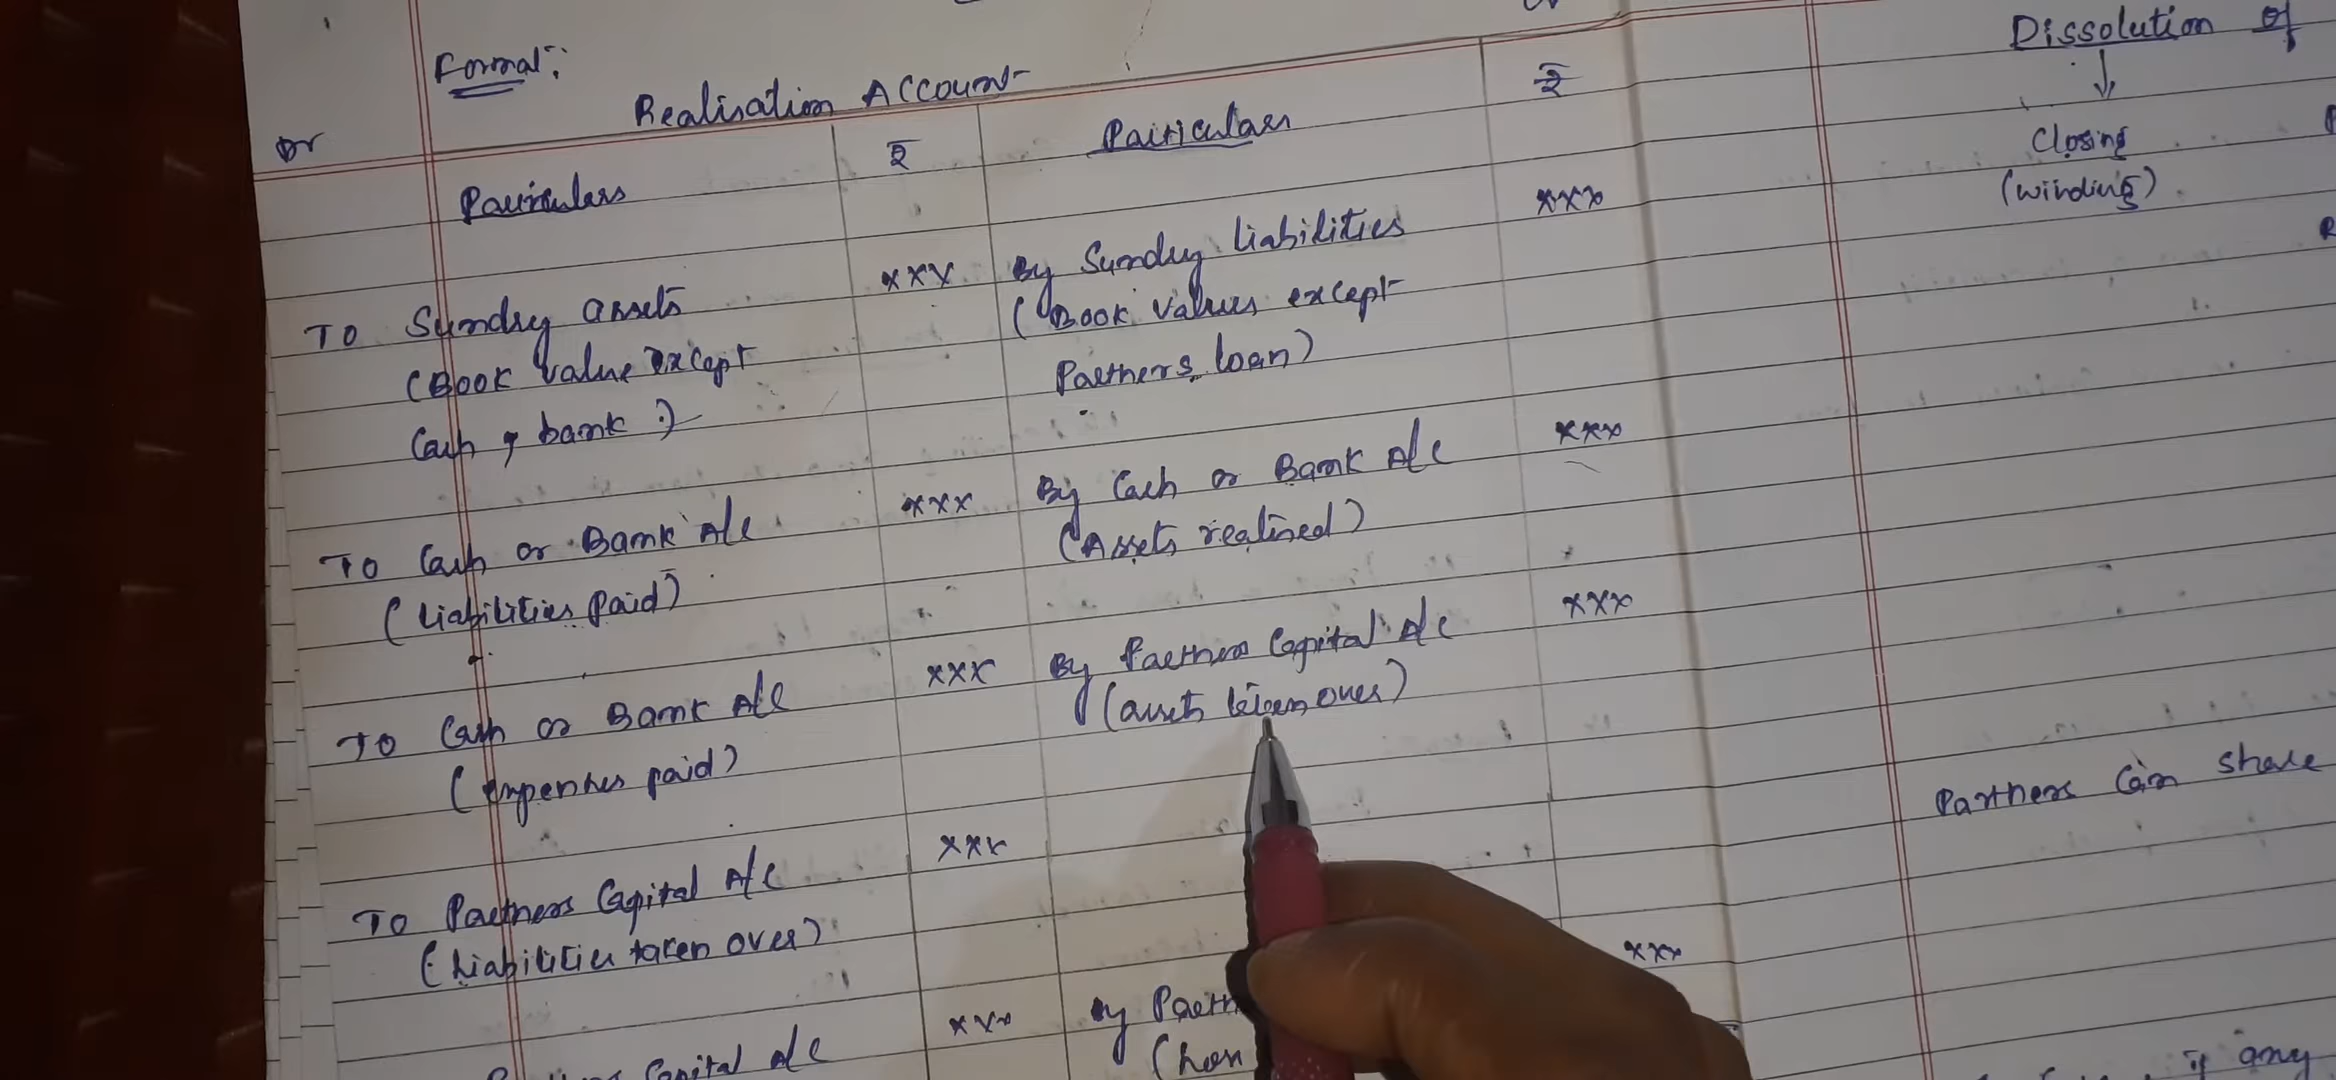 Format:
Realisation Account
Dr
Cr
Particulars ₹ Particulars ₹
To Sundry assets xxx
(Book value except
Cash & bank :)
To Cash or Bank A/c xxx
(liabilities paid)
To Cash or Bank A/c xxx
(expenses paid)
To Partners Capital A/c xxx
(Liabilities taken over)
Capital A/c xxx
By Sundry liabilities xxx
(Book values except
Partners loan)
By Cash or Bank A/c xxx
(Assets realised)
By Partners Capital A/c xxx
(assets taken over)
By Partn xxx
Dissolution of
↓
Closing
(winding)
Partners Can share
if any